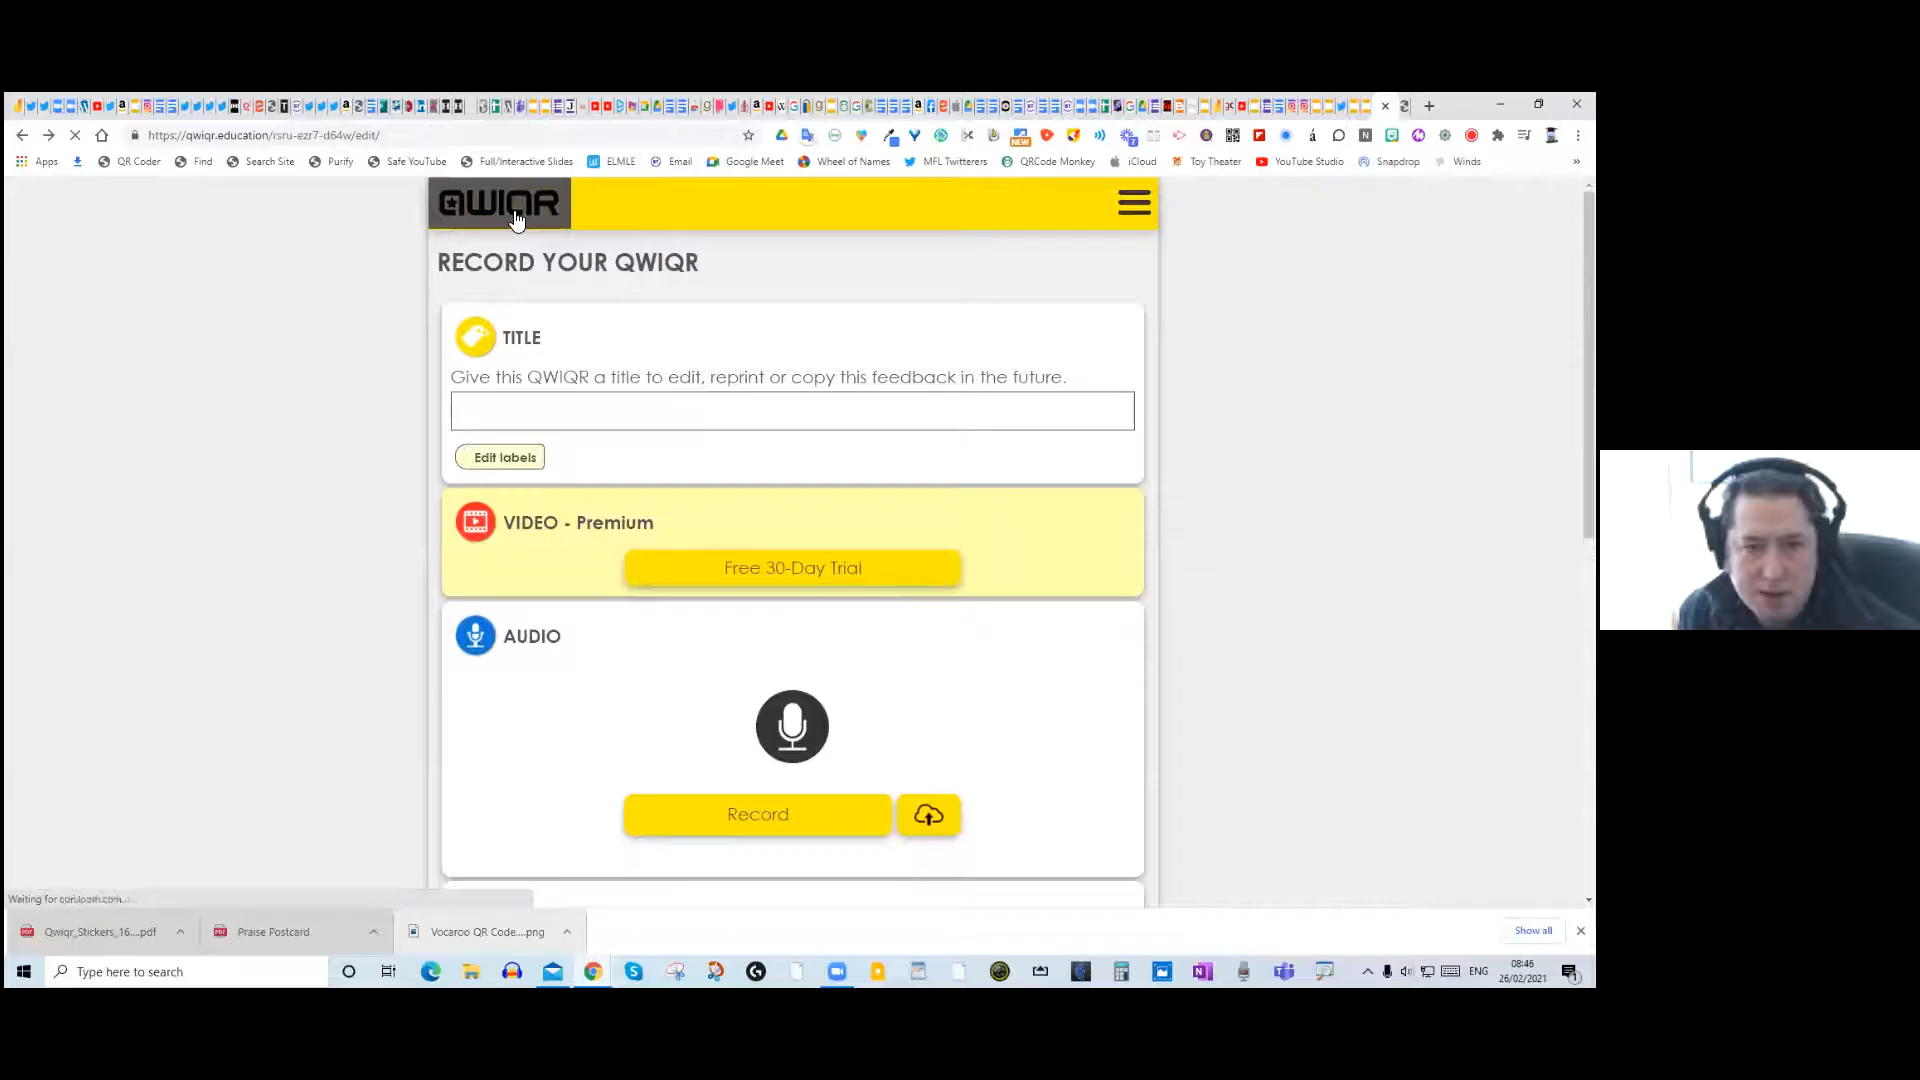 https://qwiqr.education/rsru-ezr7-d64w/edit/
NEW
Apps QR Coder Find Search Site Purify Safe YouTube Full/Interactive Slides ELMLE Email Google Meet Wheel of Names MFL Twitterers QRCode Monkey iCloud Toy Theater YouTube Studio Snapdrop Winds »
QWIQR
RECORD YOUR QWIQR
TITLE
Give this QWIQR a title to edit, reprint or copy this feedback in the future.
Edit labels
VIDEO - Premium
Free 30-Day Trial
AUDIO
Record
Waiting for
Qwiqr_Stickers_16....pdf Praise Postcard Vocaroo QR Code....png Show all
Type here to search ENG 08:46
26/02/2021